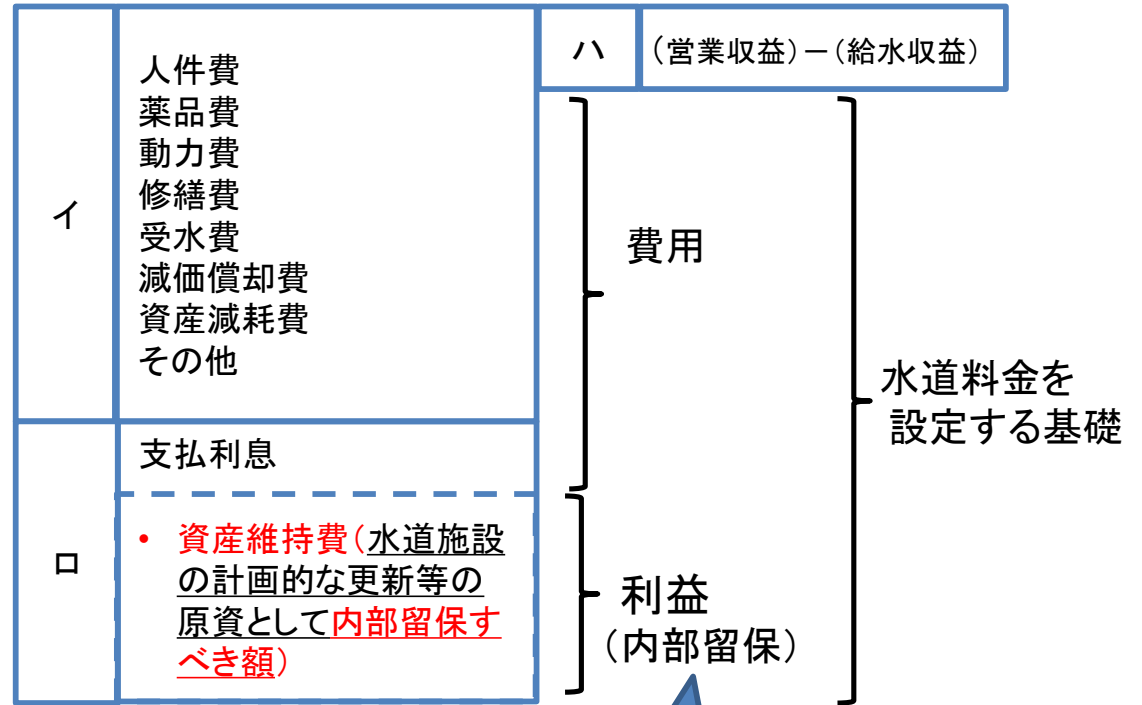 イ
人件費
薬品費
動力費
修繕費
受水費
減価償却費
資産減耗費
その他
ハ
（営業収益）－（給水収益）
費用
水道料金を
設定する基礎
ロ
支払利息
• 資産維持費（水道施設
の計画的な更新等の
原資として内部留保す
べき額）
利益
（内部留保）